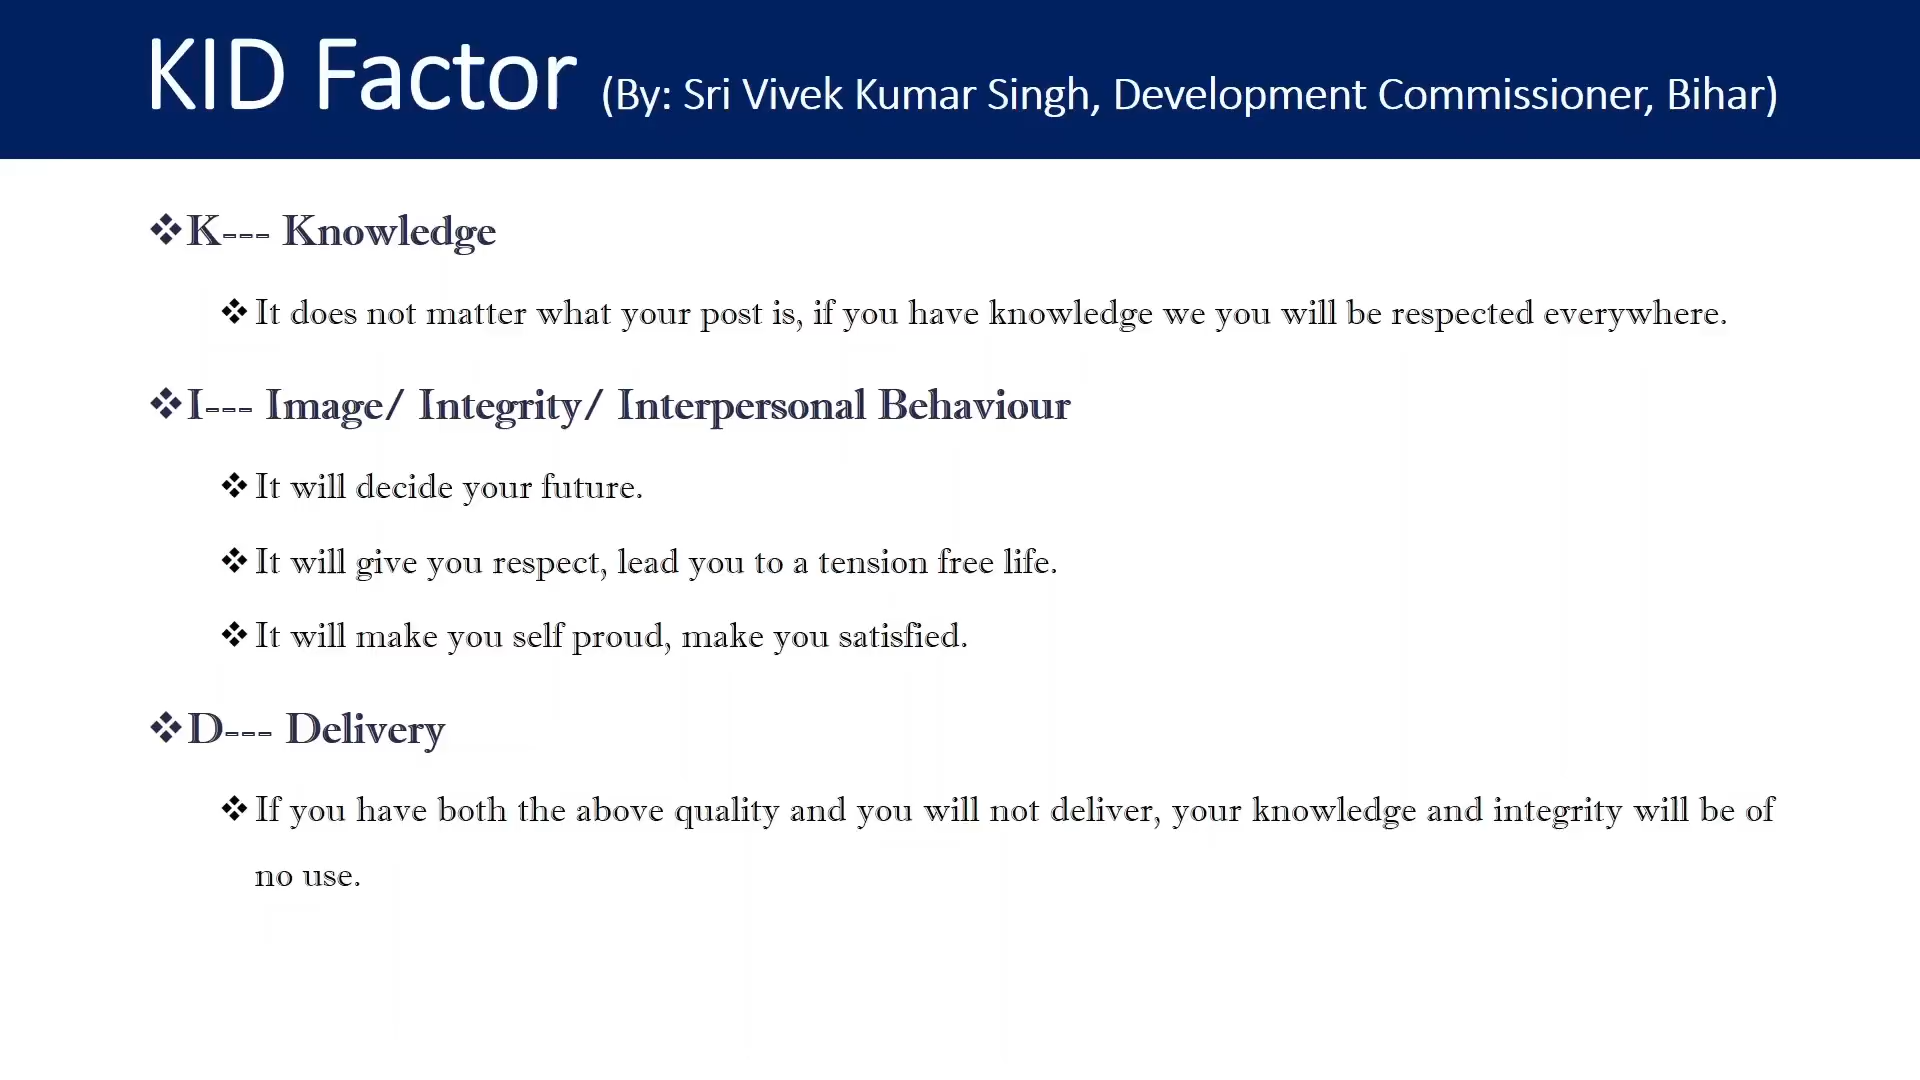 KID Factor (By: Sri Vivek Kumar Singh, Development Commissioner, Bihar)
❖K--- Knowledge
❖It does not matter what your post is, if you have knowledge we you will be respected everywhere.
❖I--- Image/ Integrity/ Interpersonal Behaviour
❖It will decide your future.
❖It will give you respect, lead you to a tension free life.
❖It will make you self proud, make you satisfied.
❖D--- Delivery
❖If you have both the above quality and you will not deliver, your knowledge and integrity will be of
no use.